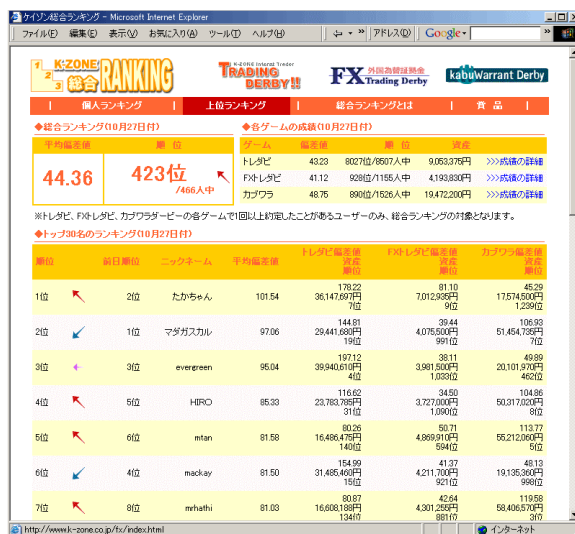 ケイゾン総合ランキング - Microsoft Internet Explorer
ファイル(F) 編集(E) 表示(V) お気に入り(A) ツール(T) ヘルプ(H) » アドレス(D) Google »
1 2 3 K-ZONE 総合 RANKING
K-ZONE Internet Trader TRADING DERBY!!
FX 外国為替証拠金 Trading Derby
kabuWarrant Derby
| 個人ランキング | 上位ランキング | 総合ランキングとは | 賞 品 |
◆総合ランキング(10月27日付)
平均偏差値 順 位
44.36 423位 /466人中
◆各ゲームの成績(10月27日付)
ゲーム 偏差値 順 位 資産
トレダビ 43.23 8027位/8507人中 9,053,375円 >>>成績の詳細
FXトレダビ 41.12 928位/1155人中 4,193,830円 >>>成績の詳細
カブワラ 48.75 890位/1526人中 19,472,200円 >>>成績の詳細
※トレダビ、FXトレダビ、カブワラダービーの各ゲームで1回以上約定したことがあるユーザーのみ、総合ランキングの対象となります。
◆トップ30名のランキング(10月27日付)
順位 前日順位 ニックネーム 平均偏差値 トレダビ偏差値 資産 順位 FXトレダビ偏差値 資産 順位 カブワラ偏差値 資産 順位
1位 2位 たかちゃん 101.54 178.22 36,147,697円 7位 81.10 7,012,935円 9位 45.29 17,574,500円 1,239位
2位 1位 マダガスカル 97.06 144.81 29,441,680円 19位 39.44 4,075,500円 991位 106.93 51,454,735円 7位
3位 3位 evergreen 95.04 197.12 39,940,610円 4位 38.11 3,981,500円 1,033位 49.89 20,101,970円 462位
4位 5位 HIRO 85.33 116.62 23,783,785円 31位 34.50 3,727,000円 1,090位 104.86 50,317,020円 8位
5位 6位 mtan 81.58 80.26 16,486,475円 140位 50.71 4,869,910円 594位 113.77 55,212,060円 5位
6位 4位 mackay 81.50 154.99 31,485,460円 15位 41.37 4,211,700円 921位 48.13 19,135,360円 998位
7位 8位 mrhathi 81.03 80.87 16,608,188円 134位 42.64 4,301,255円 881位 119.58 58,406,570円 3位
http://www.k-zone.co.jp/fx/index.html インターネット